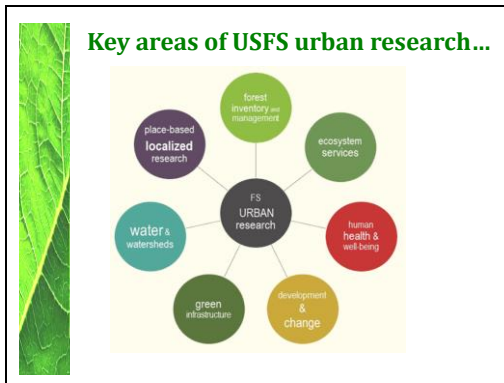 Key areas of USFS urban research…
forest
inventory and
management
ecosystem
services
human
health &
well-being
development
&
change
green
infrastructure
water &
watersheds
place-based
localized
research
FS
URBAN
research